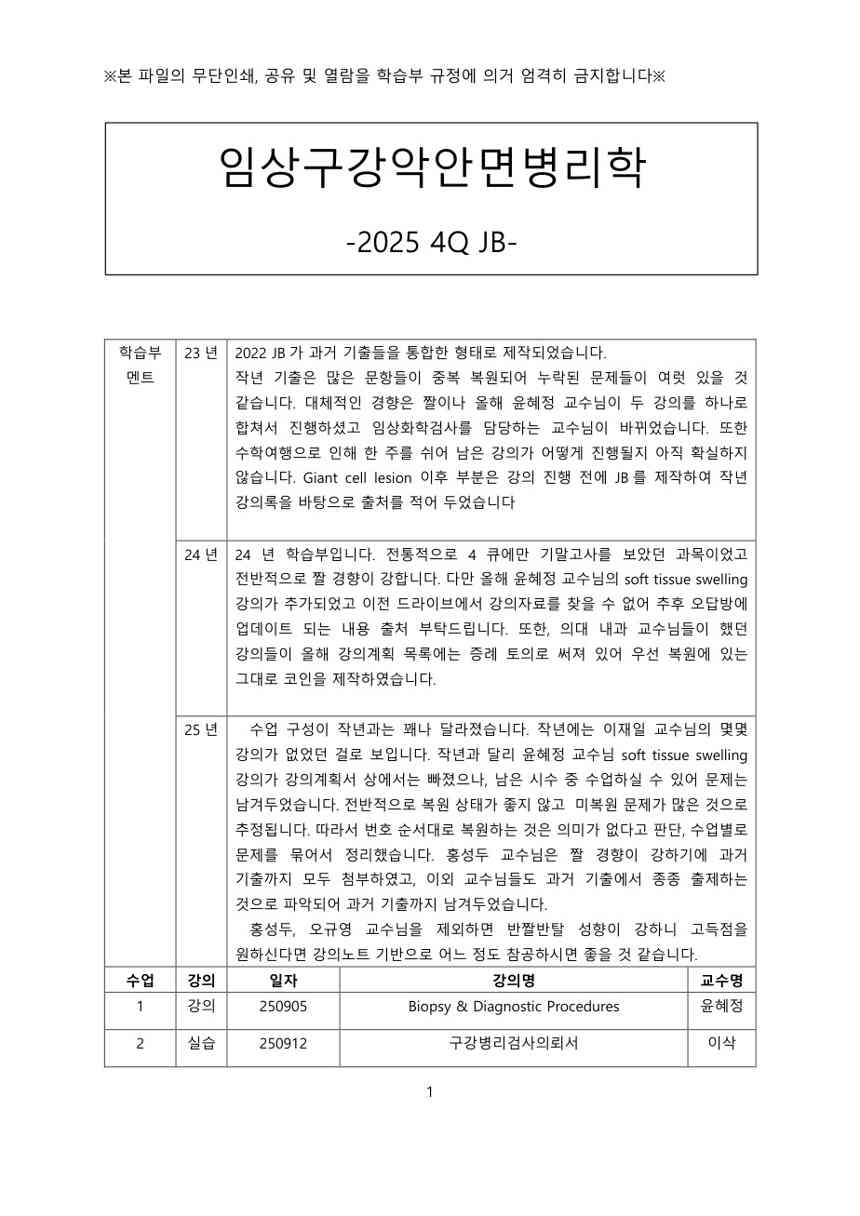 ※본 파일의 무단인쇄, 공유 및 열람을 학습부 규정에 의거 엄격히 금지합니다※
임상구강악안면병리학
-2025 4Q JB-
학습부 멘트
23 년
2022 JB 가 과거 기출들을 통합한 형태로 제작되었습니다.
작년 기출은 많은 문항들이 중복 복원되어 누락된 문제들이 여럿 있을 것
같습니다. 대체적인 경향은 짤이나 올해 윤혜정 교수님이 두 강의를 하나로
합쳐서 진행하셨고 임상화학검사를 담당하는 교수님이 바뀌었습니다. 또한
수학여행으로 인해 한 주를 쉬어 남은 강의가 어떻게 진행될지 아직 확실하지
않습니다. Giant cell lesion 이후 부분은 강의 진행 전에 JB 를 제작하여 작년
강의록을 바탕으로 출처를 적어 두었습니다
24 년
24 년 학습부입니다. 전통적으로 4 큐에만 기말고사를 보았던 과목이었고
전반적으로 짤 경향이 강합니다. 다만 올해 윤혜정 교수님의 soft tissue swelling
강의가 추가되었고 이전 드라이브에서 강의자료를 찾을 수 없어 추후 오답방에
업데이트 되는 내용 출처 부탁드립니다. 또한, 의대 내과 교수님들이 했던
강의들이 올해 강의계획 목록에는 증례 토의로 써져 있어 우선 복원에 있는
그대로 코인을 제작하였습니다.
25 년
수업 구성이 작년과는 꽤나 달라졌습니다. 작년에는 이재일 교수님의 몇몇
강의가 없었던 걸로 보입니다. 작년과 달리 윤혜정 교수님 soft tissue swelling
강의가 강의계획서 상에서는 빠졌으나, 남은 시수 중 수업하실 수 있어 문제는
남겨두었습니다. 전반적으로 복원 상태가 좋지 않고 미복원 문제가 많은 것으로
추정됩니다. 따라서 번호 순서대로 복원하는 것은 의미가 없다고 판단, 수업별로
문제를 묶어서 정리했습니다. 홍성두 교수님은 짤 경향이 강하기에 과거
기출까지 모두 첨부하였고, 이외 교수님들도 과거 기출에서 종종 출제하는
것으로 파악되어 과거 기출까지 남겨두었습니다.
홍성두, 오규영 교수님을 제외하면 반짤반탈 성향이 강하니 고득점을
원하신다면 강의노트 기반으로 어느 정도 참공하시면 좋을 것 같습니다.
수업 강의 일자 강의명 교수명
1 강의 250905 Biopsy & Diagnostic Procedures 윤혜정
2 실습 250912 구강병리검사의뢰서 이삭
1